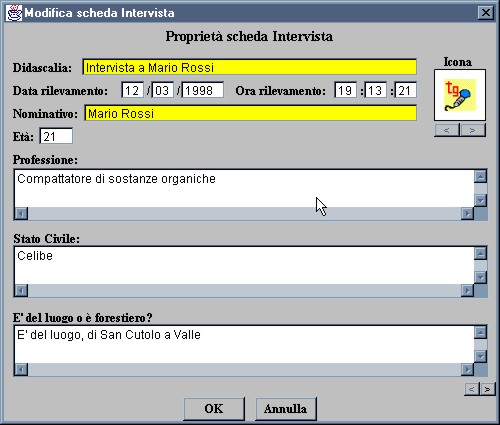 Modifica scheda Intervista
Proprietà scheda Intervista
Didascalia: Intervista a Mario Rossi
Icona
tg
Data rilevamento: 12 / 03 / 1998 Ora rilevamento: 19 : 13 : 21
Nominativo: Mario Rossi
< >
Età: 21
Professione:
Compattatore di sostanze organiche
Stato Civile:
Celibe
E' del luogo o è forestiero?
E' del luogo, di San Cutolo a Valle
< >
OK Annulla